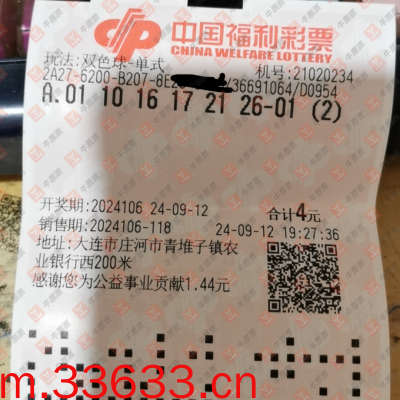 中国福利彩票
CHINA WELFARE LOTTERY
玩法:双色球-单式 机号:21020234
2A27-6200-B207-8E2 /36691064/D0954
A.01 10 16 17 21 26-01 (2)
开奖期:2024106 24-09-12 合计4元
销售期:2024106-118 24-09-12 19:27:36
地址:大连市庄河市青堆子镇农
业银行西200米
感谢您为公益事业贡献1.44元
m.33633.cn